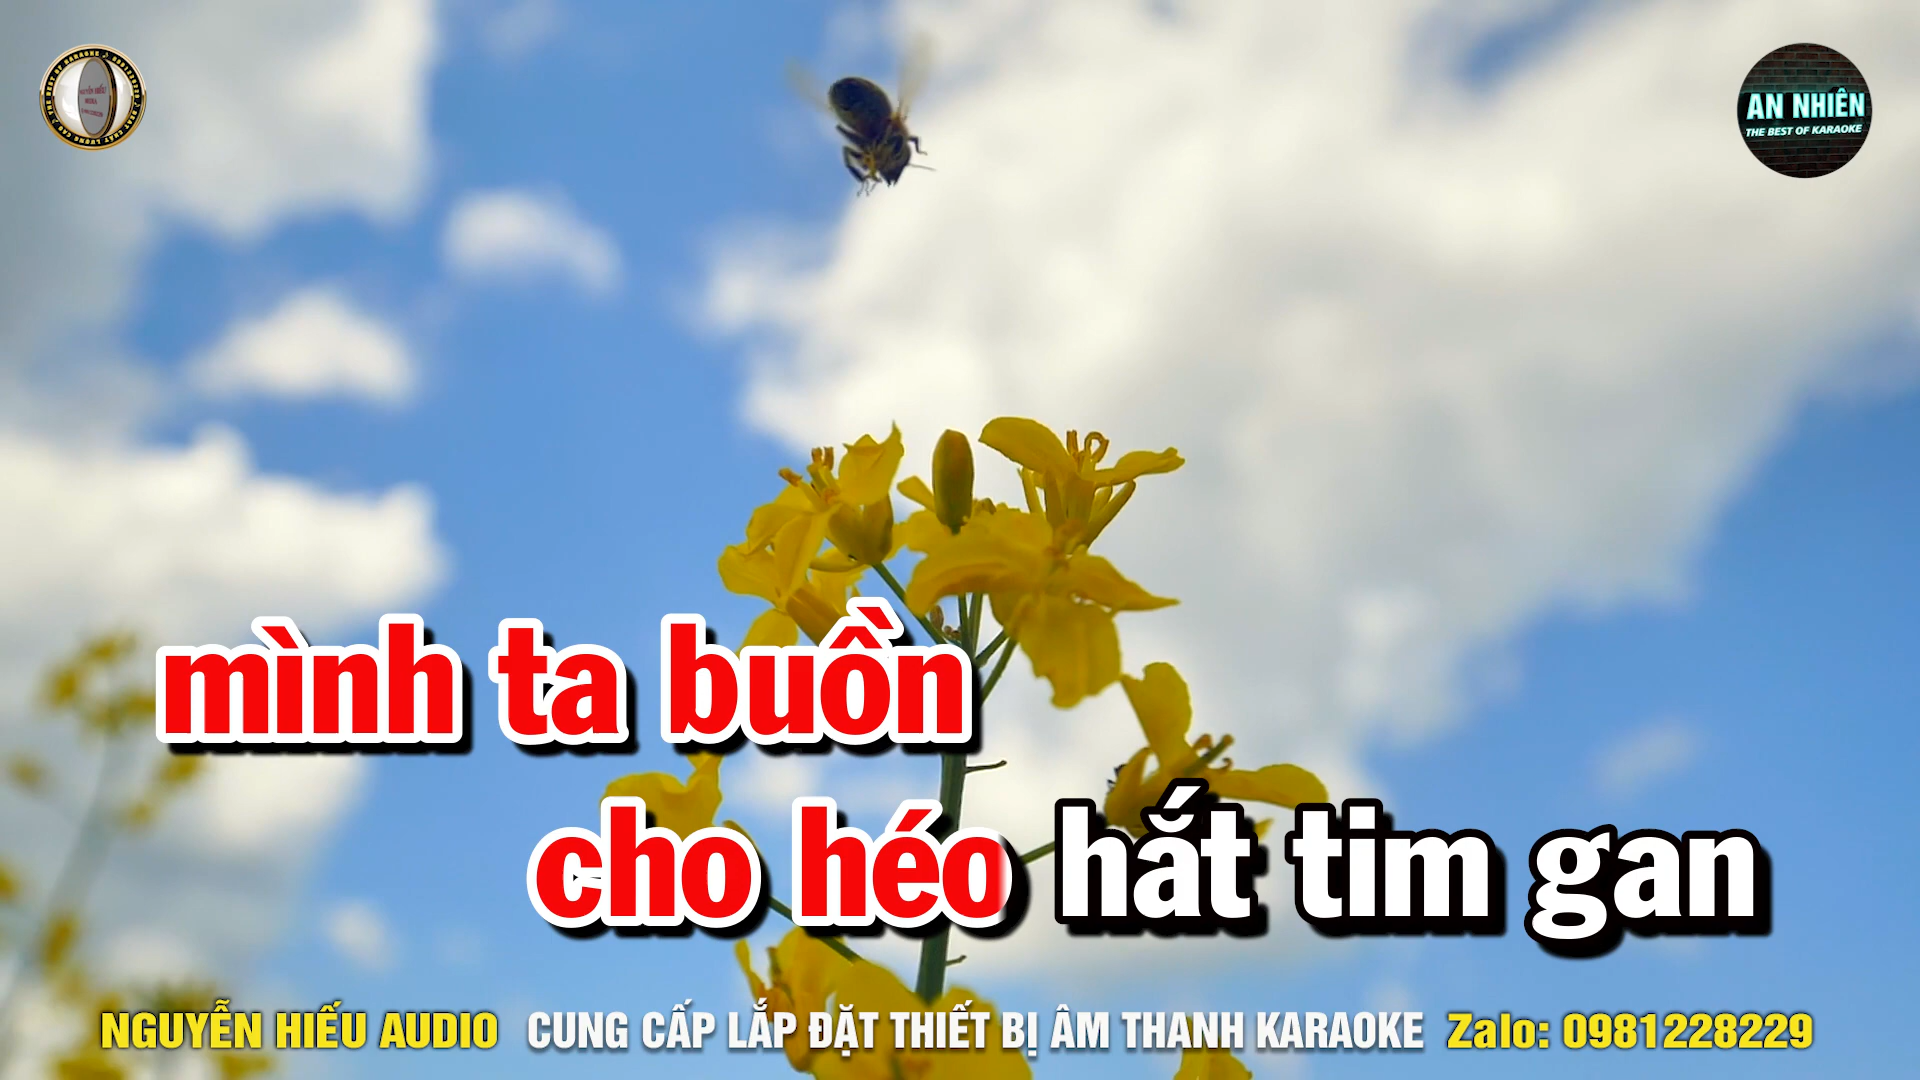 AN NHIÊN
THE BEST OF KARAOKE
mình ta buồn
cho héo hắt tim gan
NGUYỄN HIẾU AUDIO CUNG CẤP LẮP ĐẶT THIẾT BỊ ÂM THANH KARAOKE Zalo: 0981228229